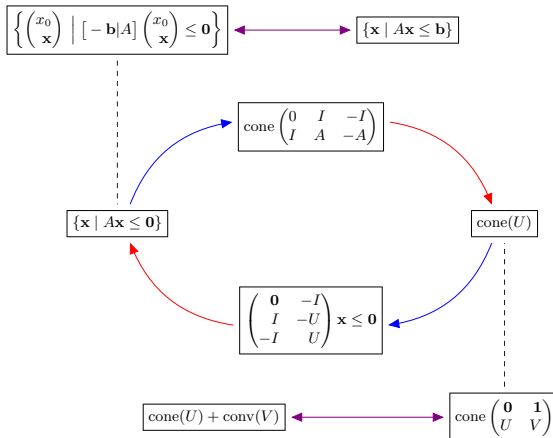 {(x₀ x) | [−b|A] (x₀ x) ≤ 0}
{x | Ax ≤ b}
cone (0 I −I
I A −A)
{x | Ax ≤ 0}
cone(U)
(0 −I
I −U
−I U) x ≤ 0
cone(U) + conv(V)
cone (0 1
U V)